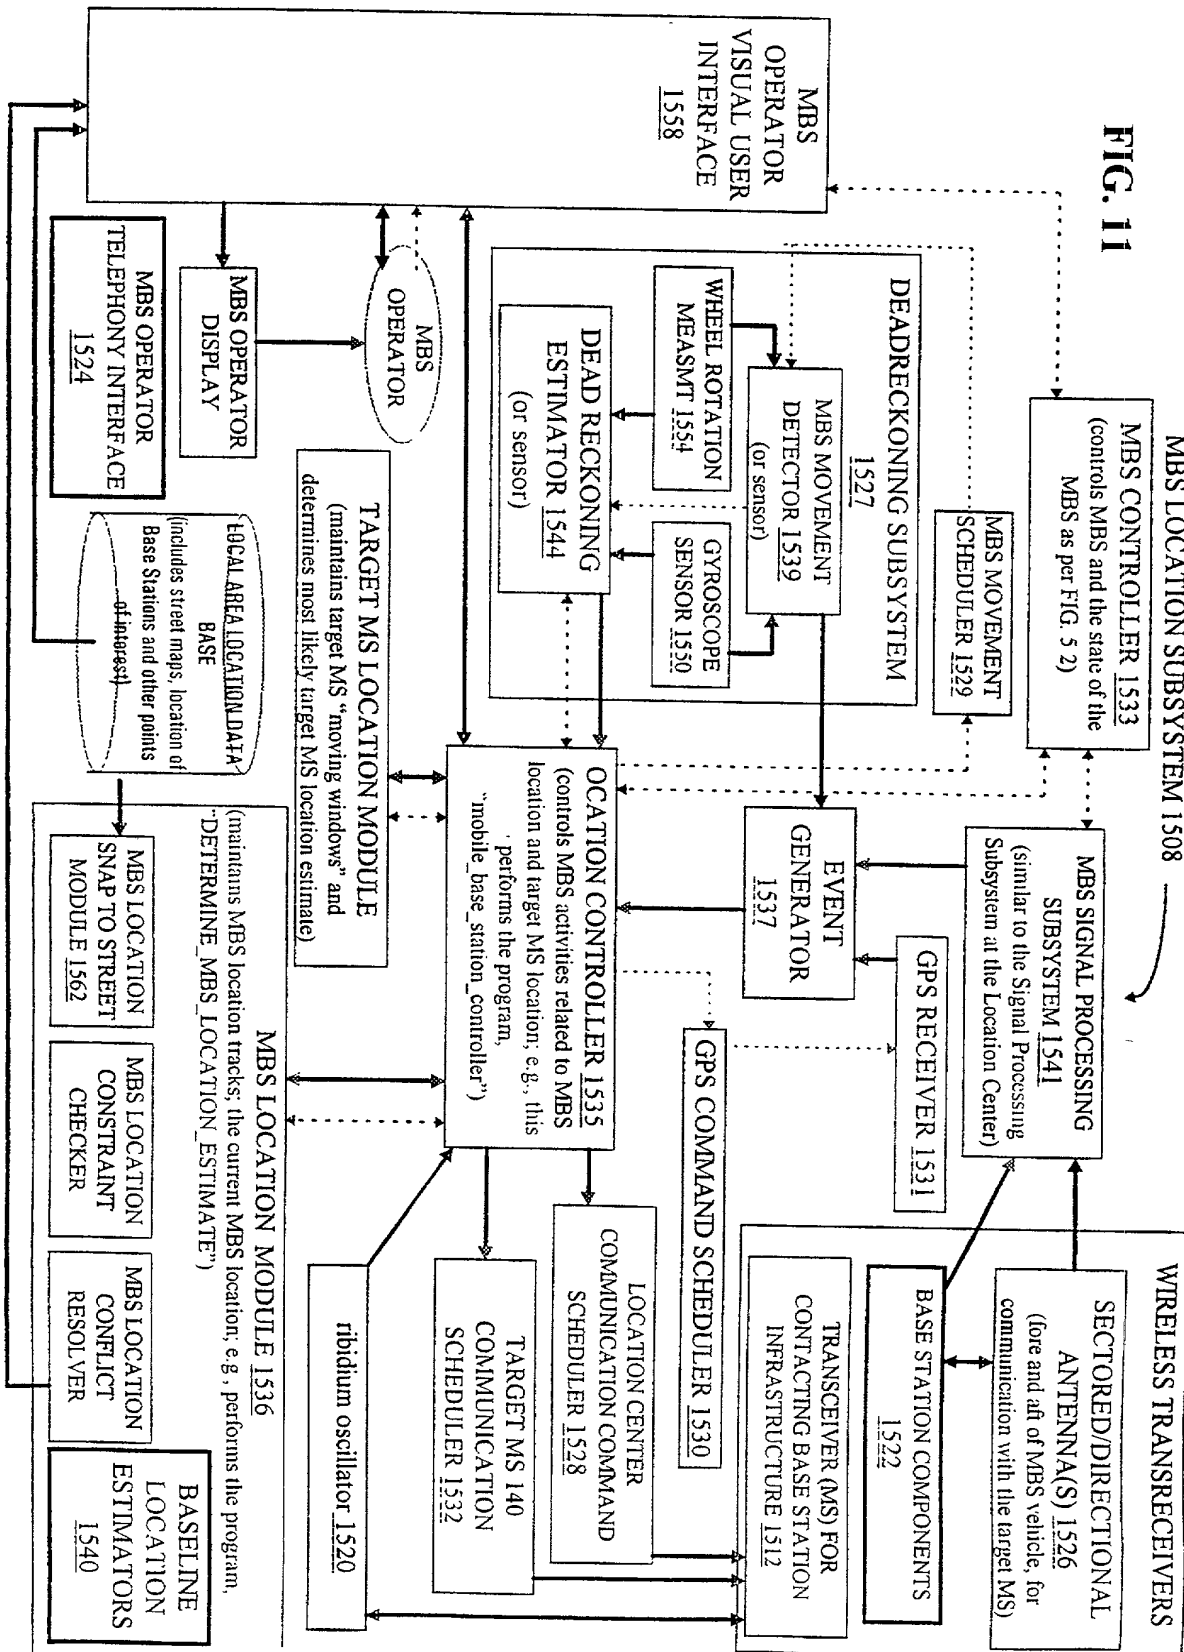 FIG. 11
MBS LOCATION SUBSYSTEM 1508
MBS CONTROLLER 1533
(controls MBS and the state of the
MBS as per FIG. 5 2)
MBS SIGNAL PROCESSING
SUBSYSTEM 1541
(similar to the Signal Processing
Subsystem at the Location Center)
WIRELESS TRANSRECEIVERS
SECTORED/DIRECTIONAL
ANTENNA(S) 1526
(fore and aft of MBS vehicle, for
communication with the target MS)
BASE STATION COMPONENTS
1522
TRANSCEIVER (MS) FOR
CONTACTING BASE STATION
INFRASTRUCTURE 1512
MBS MOVEMENT
SCHEDULER 1529
GPS RECEIVER 1531
EVENT
GENERATOR
1537
GPS COMMAND SCHEDULER 1530
DEADRECKONING SUBSYSTEM
1527
MBS MOVEMENT
DETECTOR 1539
(or sensor)
WHEEL ROTATION
MEASMT 1554
GYROSCOPE
SENSOR 1550
DEAD RECKONING
ESTIMATOR 1544
(or sensor)
MBS
OPERATOR
VISUAL USER
INTERFACE
1558
MBS
OPERATOR
MBS OPERATOR
DISPLAY
MBS OPERATOR
TELEPHONY INTERFACE
1524
OCATION CONTROLLER 1535
(controls MBS activities related to MBS
location and target MS location; e.g., this
performs the program,
"mobile_base_station_controller")
LOCATION CENTER
COMMUNICATION COMMAND
SCHEDULER 1528
TARGET MS 140
COMMUNICATION
SCHEDULER 1532
ribidium oscillator 1520
TARGET MS LOCATION MODULE
(maintains target MS "moving windows" and
determines most likely target MS location estimate)
LOCAL AREA LOCATION DATA
BASE
(includes street maps, location of
Base Stations and other points
of interest)
MBS LOCATION MODULE 1536
(maintains MBS location tracks; the current MBS location; e.g., performs the program,
"DETERMINE_MBS_LOCATION_ESTIMATE")
MBS LOCATION
SNAP TO STREET
MODULE 1562
MBS LOCATION
CONSTRAINT
CHECKER
MBS LOCATION
CONFLICT
RESOLVER
BASELINE
LOCATION
ESTIMATORS
1540